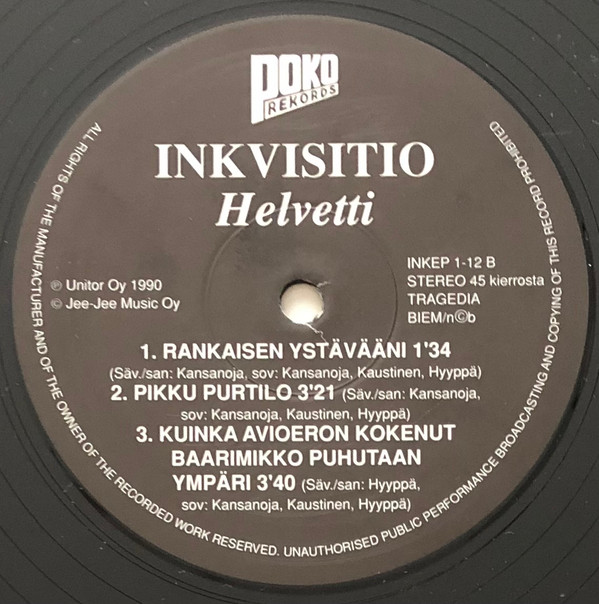 POKO
REKORDS
INKVISITIO
Helvetti
INKEP 1-12 B
STEREO 45 kierrosta
TRAGEDIA
BIEM/n©b
℗ Unitor Oy 1990
© Jee-Jee Music Oy
1. RANKAISEN YSTÄVÄÄNI 1'34
(Säv./san: Kansanoja, sov: Kansanoja, Kaustinen, Hyyppä)
2. PIKKU PURTILO 3'21 (Säv./san: Kansanoja,
sov: Kansanoja, Kaustinen, Hyyppä)
3. KUINKA AVIOERON KOKENUT
BAARIMIKKO PUHUTAAN
YMPÄRI 3'40 (Säv./san: Hyyppä,
sov: Kansanoja, Kaustinen, Hyyppä)
ALL RIGHTS OF THE MANUFACTURER AND OF THE OWNER OF THE RECORDED WORK RESERVED. UNAUTHORISED PUBLIC PERFORMANCE BROADCASTING AND COPYING OF THIS RECORD PROHIBITED